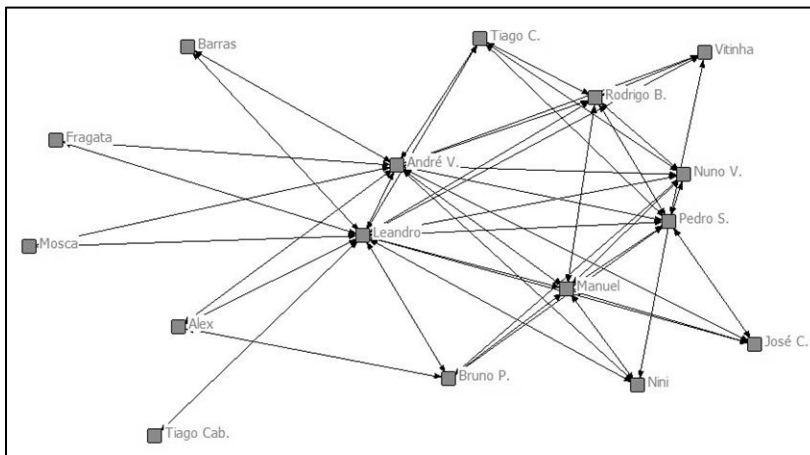 Tiago C.
Barras
Vitinha
Rodrigo B.
Fragata
André V.
Nuno V.
Pedro S.
Leandro
Mosca
Manuel
Alex
José C.
Bruno P.
Nini
Tiago Cab.